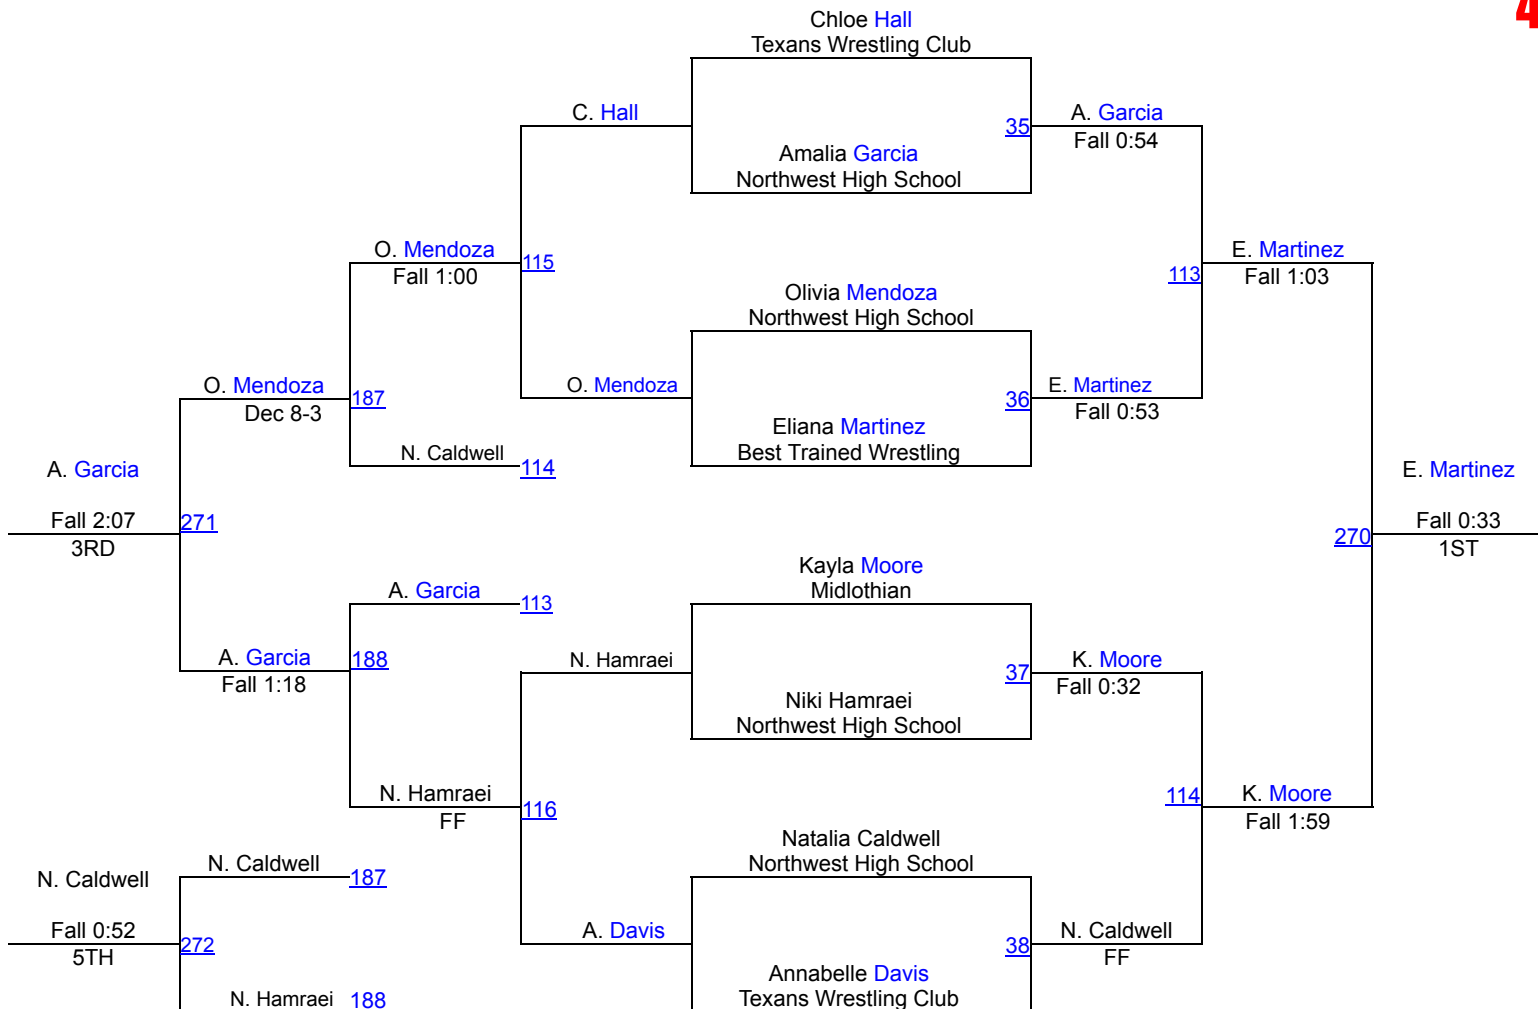 4
Chloe Hall
Texans Wrestling Club
C. Hall
35
A. Garcia
Fall 0:54
Amalia Garcia
Northwest High School
O. Mendoza
Fall 1:00
115
113
E. Martinez
Fall 1:03
Olivia Mendoza
Northwest High School
O. Mendoza
Dec 8-3
187
O. Mendoza
36
E. Martinez
Fall 0:53
Eliana Martinez
Best Trained Wrestling
N. Caldwell
114
A. Garcia
Fall 2:07
3RD
271
E. Martinez
Fall 0:33
1ST
270
Kayla Moore
Midlothian
A. Garcia
113
A. Garcia
Fall 1:18
188
N. Hamraei
37
K. Moore
Fall 0:32
Niki Hamraei
Northwest High School
N. Hamraei
FF
116
114
K. Moore
Fall 1:59
Natalia Caldwell
Northwest High School
N. Caldwell
187
N. Caldwell
Fall 0:52
5TH
272
A. Davis
38
N. Caldwell
FF
Annabelle Davis
Texans Wrestling Club
N. Hamraei
188